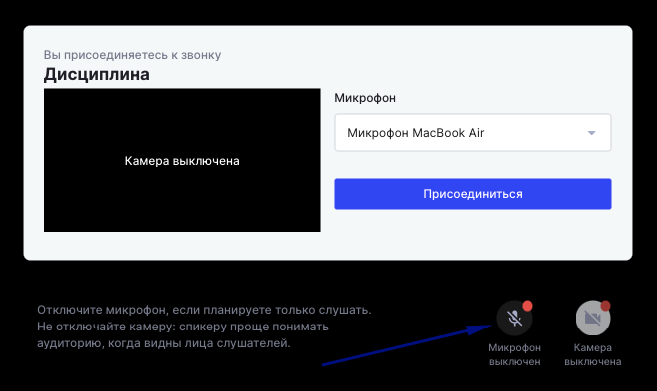 Вы присоединяетесь к звонку
Дисциплина
Камера выключена
Микрофон
Микрофон MacBook Air
Присоединиться
Отключите микрофон, если планируете только слушать.
Не отключайте камеру: спикеру проще понимать
аудиторию, когда видны лица слушателей.
Микрофон
выключен
Камера
выключена